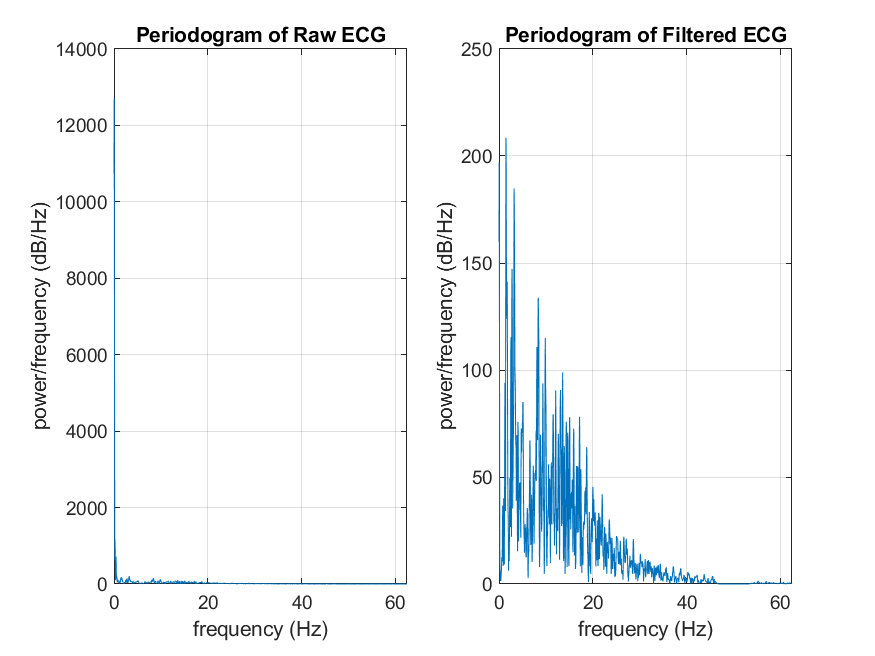 Periodogram of Raw ECG
14000
12000
10000
8000
6000
4000
2000
0
0 20 40 60
frequency (Hz)
power/frequency (dB/Hz)
Periodogram of Filtered ECG
250
200
150
100
50
0
0 20 40 60
frequency (Hz)
power/frequency (dB/Hz)